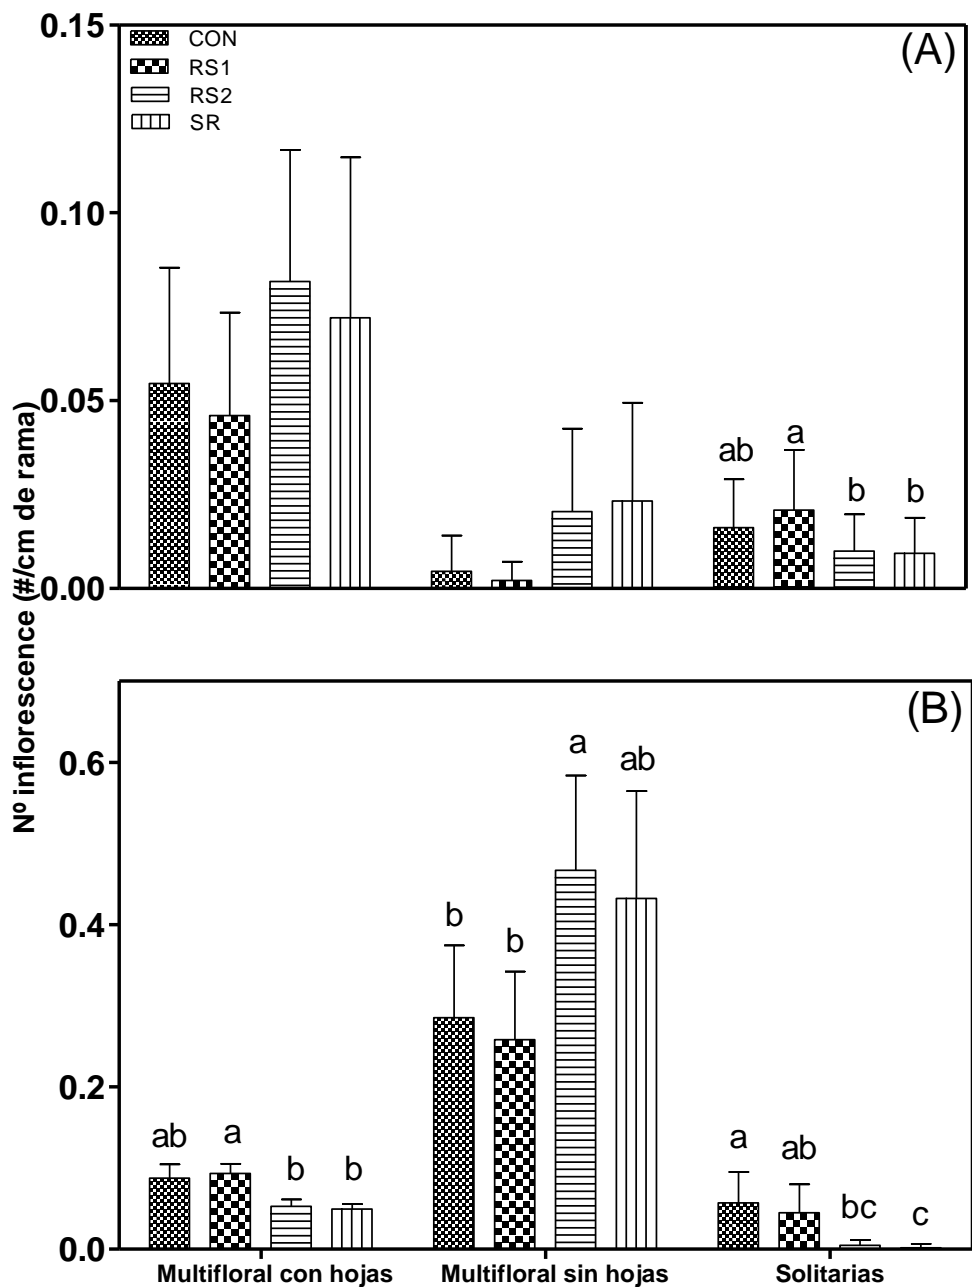 Nº inflorescence (#/cm de rama)
0.15
(A)
CON
RS1
RS2
SR
0.10
0.05
ab
a
b
b
0.00
(B)
0.6
a
ab
0.4
b
b
0.2
ab
a
b
b
a
ab
bc
c
0.0
Multifloral con hojas
Multifloral sin hojas
Solitarias